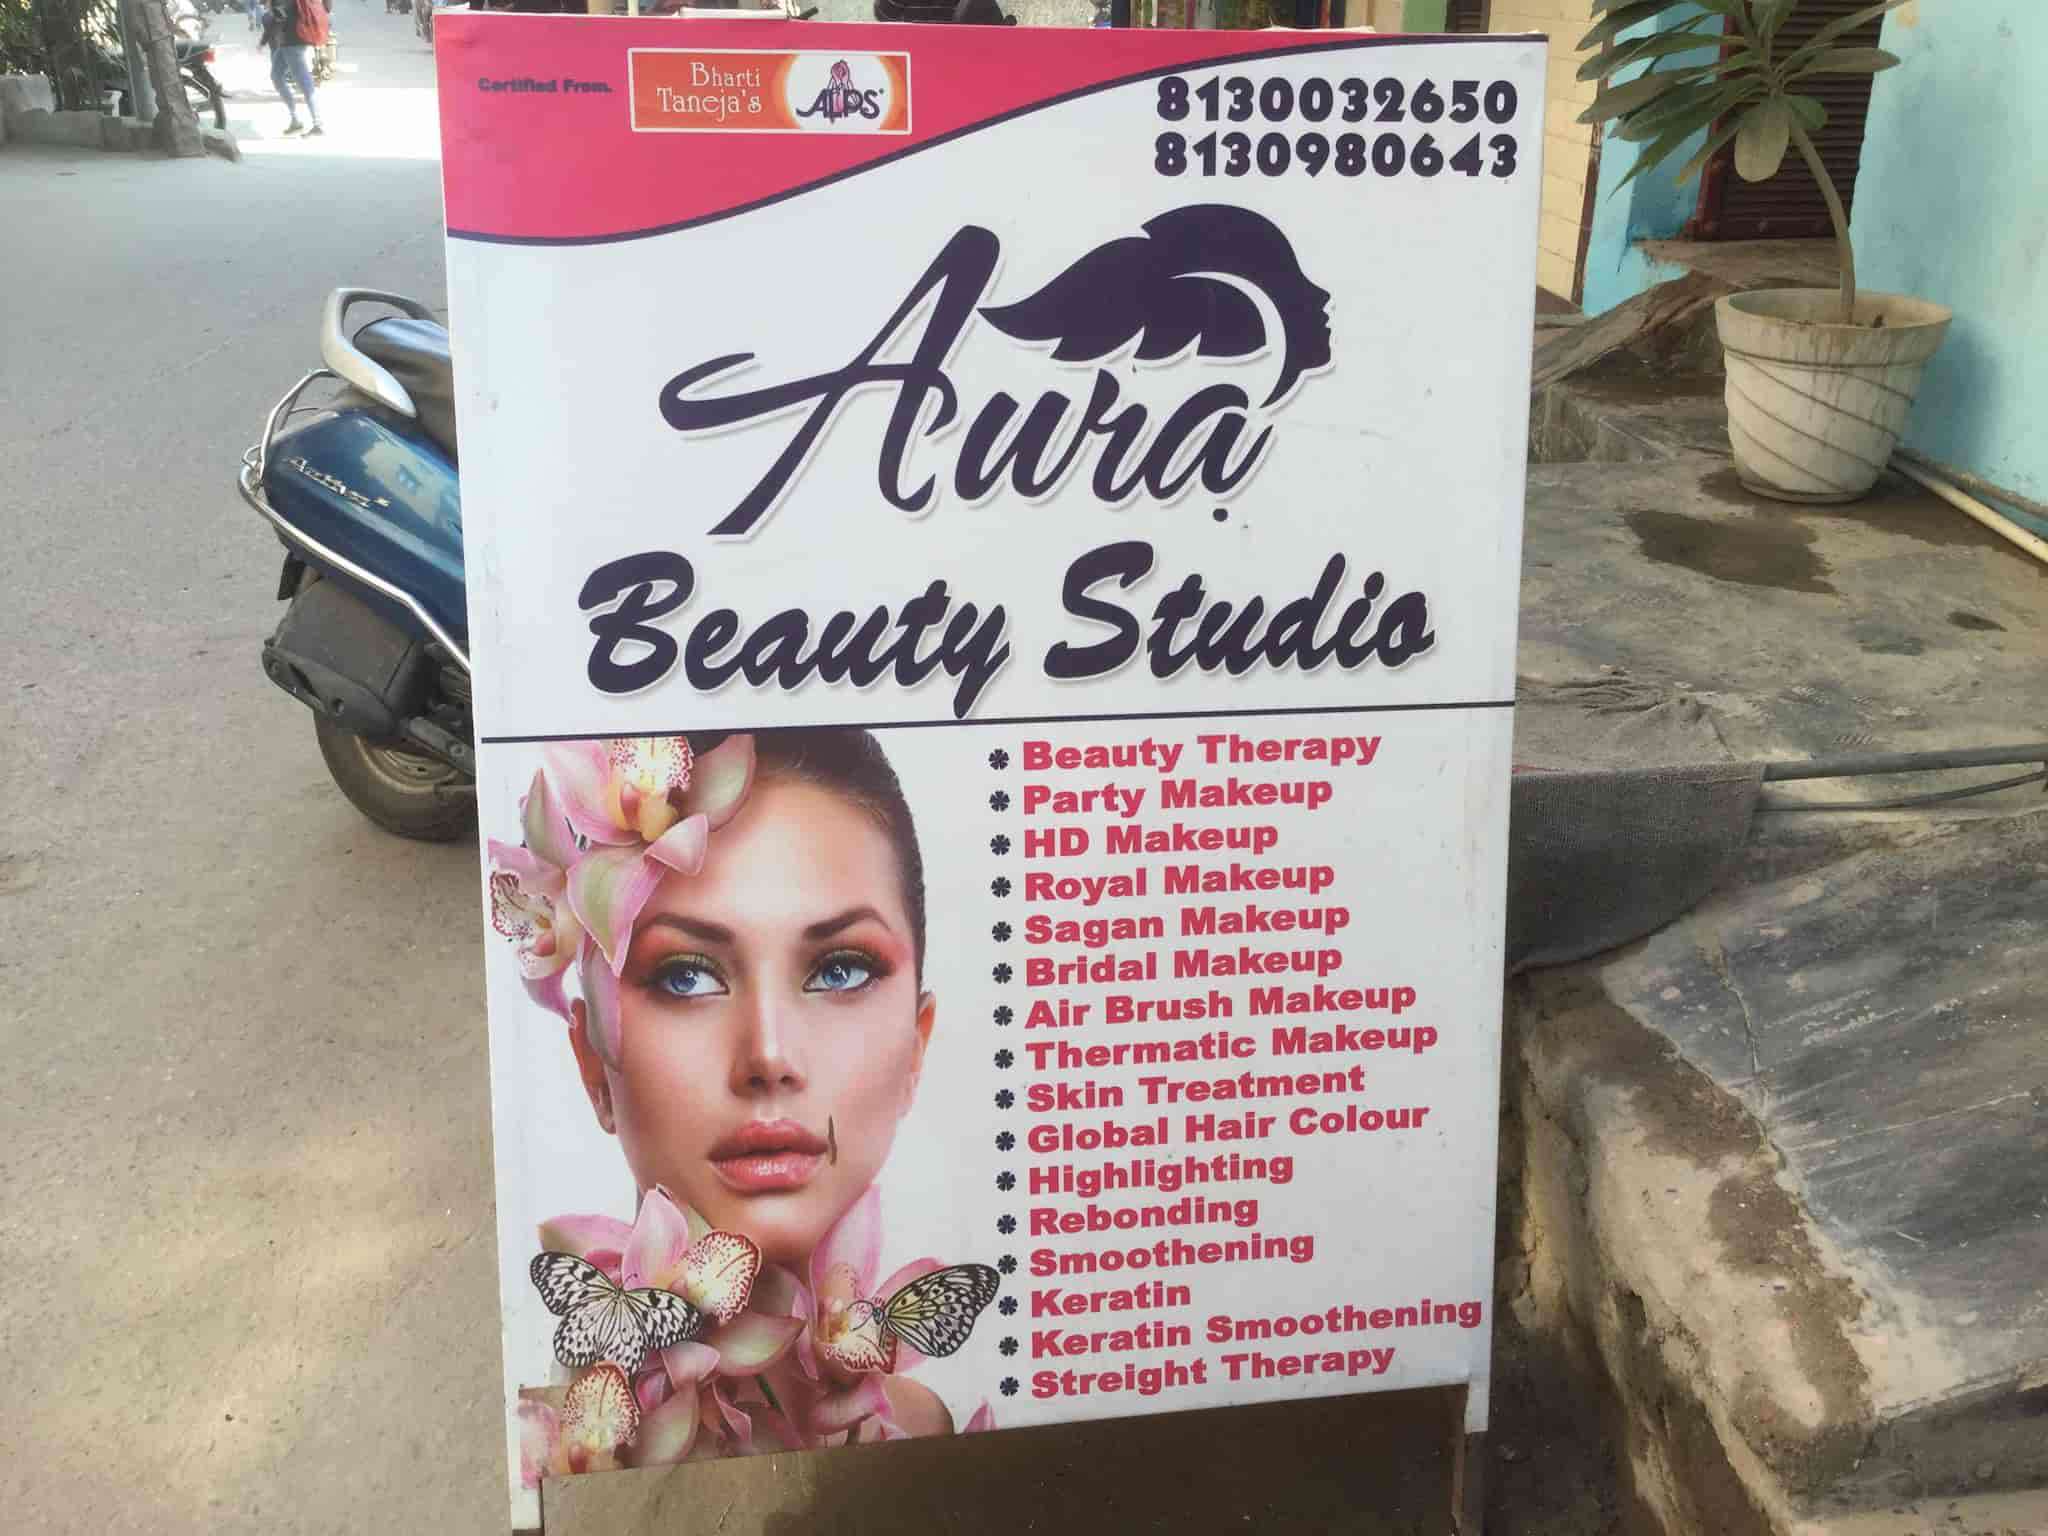 Certified From.
Bharti
Taneja's
ALPS
8130032650
8130980643
Aura
Beauty Studio
Beauty Therapy
Party Makeup
HD Makeup
Royal Makeup
Sagan Makeup
Bridal Makeup
Air Brush Makeup
Thermatic Makeup
Skin Treatment
Global Hair Colour
Highlighting
Rebonding
Smoothening
Keratin
Keratin Smoothening
Streight Therapy
Activa